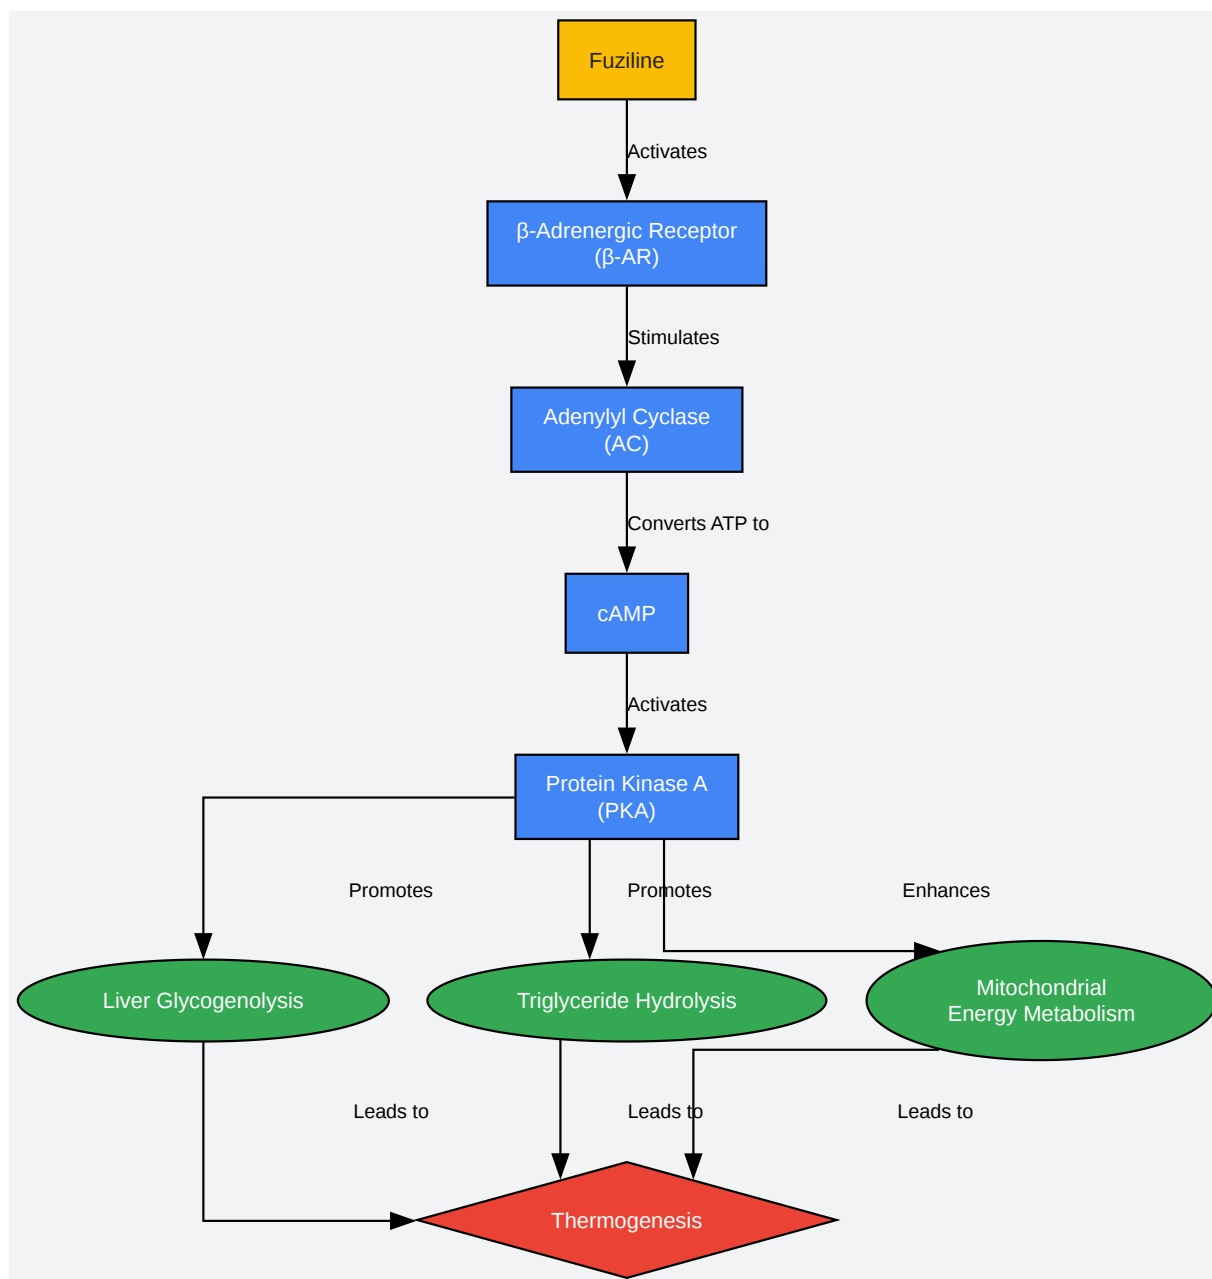 Fuziline
Activates
β-Adrenergic Receptor
(β-AR)
Stimulates
Adenylyl Cyclase
(AC)
Converts ATP to
cAMP
Activates
Protein Kinase A
(PKA)
Promotes
Promotes
Enhances
Liver Glycogenolysis
Triglyceride Hydrolysis
Mitochondrial
Energy Metabolism
Leads to
Leads to
Leads to
Thermogenesis